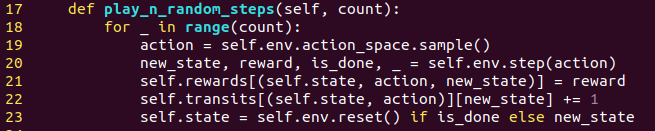 17     def play_n_random_steps(self, count):
18         for _ in range(count):
19             action = self.env.action_space.sample()
20             new_state, reward, is_done, _ = self.env.step(action)
21             self.rewards[(self.state, action, new_state)] = reward
22             self.transits[(self.state, action)][new_state] += 1
23             self.state = self.env.reset() if is_done else new_state